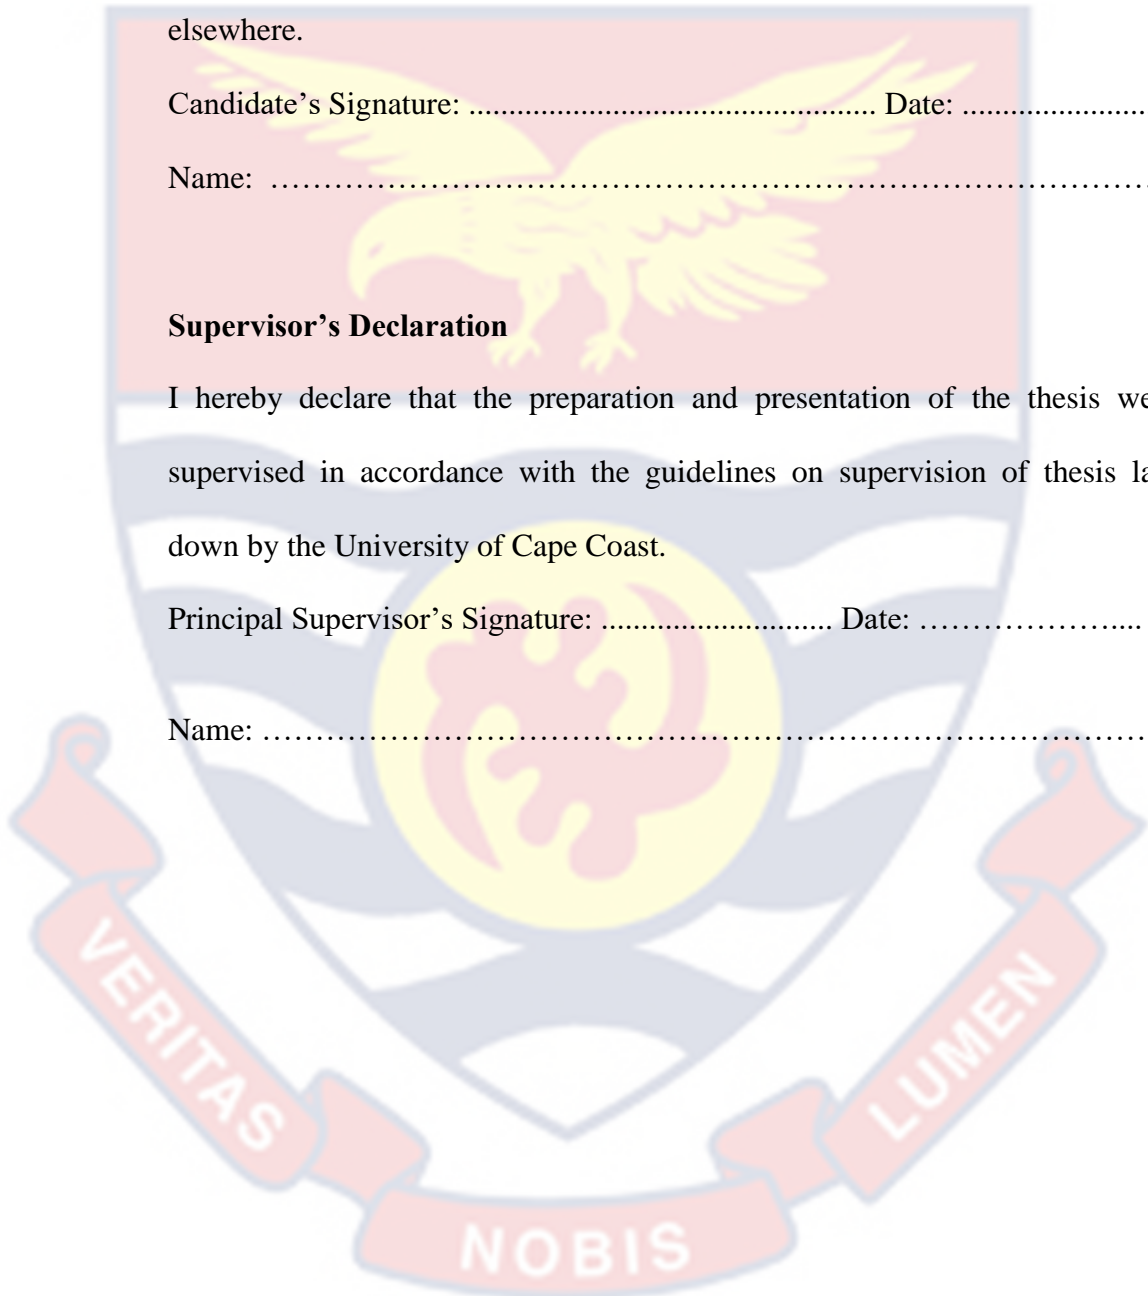 elsewhere.
Candidate’s Signature: .................................................. Date: .......................
Name: ……………………………………………………………………………
Supervisor’s Declaration
I hereby declare that the preparation and presentation of the thesis we
supervised in accordance with the guidelines on supervision of thesis la
down by the University of Cape Coast.
Principal Supervisor’s Signature: ............................ Date: ………………....
Name: ……………………………………………………………………………
VERITAS
NOBIS
LUMEN